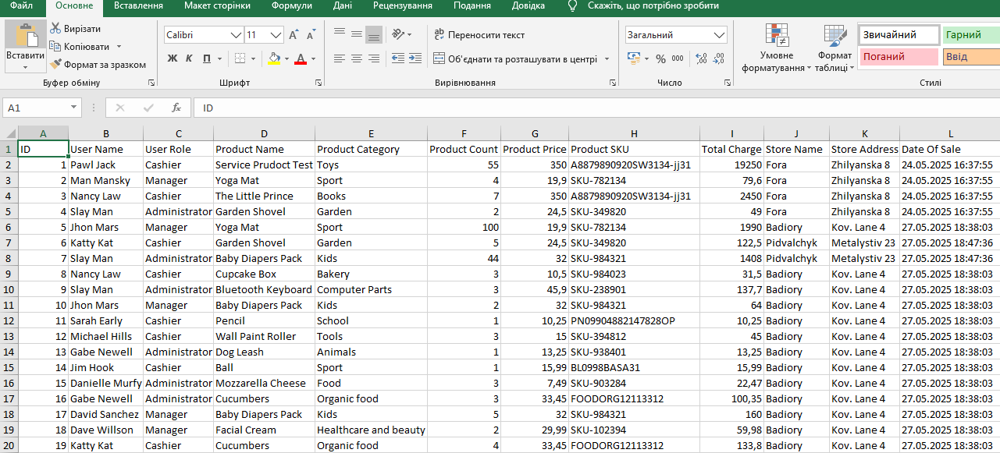 Файл Основне Вставлення Макет сторінки Формули Дані Рецензування Подання Довідка Скажіть, що потрібно зробити
Вставити
Вирізати
Копіювати
Формат за зразком
Буфер обміну
Calibri 11
Ж К П
Шрифт
Переносити текст
Об'єднати та розташувати в центрі
Вирівнювання
Загальний
% 000
Число
Умовне форматування
Формат таблиці
Звичайний Гарний
Поганий Ввід
Стилі
A1 fx ID
A B C D E F G H I J K L
1 ID User Name User Role Product Name Product Category Product Count Product Price Product SKU Total Charge Store Name Store Address Date Of Sale
2 1 Pawl Jack Cashier Service Prudoct Test Toys 55 350 A8879890920SW3134-jj31 19250 Fora Zhilyanska 8 24.05.2025 16:37:55
3 2 Man Mansky Manager Yoga Mat Sport 4 19,9 SKU-782134 79,6 Fora Zhilyanska 8 24.05.2025 16:37:55
4 3 Nancy Law Cashier The Little Prince Books 7 350 A8879890920SW3134-jj31 2450 Fora Zhilyanska 8 24.05.2025 16:37:55
5 4 Slay Man Administrator Garden Shovel Garden 2 24,5 SKU-349820 49 Fora Zhilyanska 8 24.05.2025 16:37:55
6 5 Jhon Mars Manager Yoga Mat Sport 100 19,9 SKU-782134 1990 Badiory Kov. Lane 4 27.05.2025 18:38:03
7 6 Katty Kat Cashier Garden Shovel Garden 5 24,5 SKU-349820 122,5 Pidvalchyk Metalystiv 23 27.05.2025 18:47:36
8 7 Slay Man Administrator Baby Diapers Pack Kids 44 32 SKU-984321 1408 Pidvalchyk Metalystiv 23 27.05.2025 18:47:36
9 8 Nancy Law Cashier Cupcake Box Bakery 3 10,5 SKU-984023 31,5 Badiory Kov. Lane 4 27.05.2025 18:38:03
10 9 Slay Man Administrator Bluetooth Keyboard Computer Parts 3 45,9 SKU-238901 137,7 Badiory Kov. Lane 4 27.05.2025 18:38:03
11 10 Jhon Mars Manager Baby Diapers Pack Kids 2 32 SKU-984321 64 Badiory Kov. Lane 4 27.05.2025 18:38:03
12 11 Sarah Early Cashier Pencil School 1 10,25 PN09904882147828OP 10,25 Badiory Kov. Lane 4 27.05.2025 18:38:03
13 12 Michael Hills Cashier Wall Paint Roller Tools 3 15 SKU-394812 45 Badiory Kov. Lane 4 27.05.2025 18:38:03
14 13 Gabe Newell Administrator Dog Leash Animals 1 13,25 SKU-938401 13,25 Badiory Kov. Lane 4 27.05.2025 18:38:03
15 14 Jim Hook Cashier Ball Sport 1 15,99 BL0998BASA31 15,99 Badiory Kov. Lane 4 27.05.2025 18:38:03
16 15 Danielle Murfy Administrator Mozzarella Cheese Food 3 7,49 SKU-903284 22,47 Badiory Kov. Lane 4 27.05.2025 18:38:03
17 16 Gabe Newell Administrator Cucumbers Organic food 3 33,45 FOODORG12113312 100,35 Badiory Kov. Lane 4 27.05.2025 18:38:03
18 17 David Sanchez Manager Baby Diapers Pack Kids 5 32 SKU-984321 160 Badiory Kov. Lane 4 27.05.2025 18:38:03
19 18 Dave Willson Manager Facial Cream Healthcare and beauty 2 29,99 SKU-102394 59,98 Badiory Kov. Lane 4 27.05.2025 18:38:03
20 19 Katty Kat Cashier Cucumbers Organic food 4 33,45 FOODORG12113312 133,8 Badiory Kov. Lane 4 27.05.2025 18:38:03